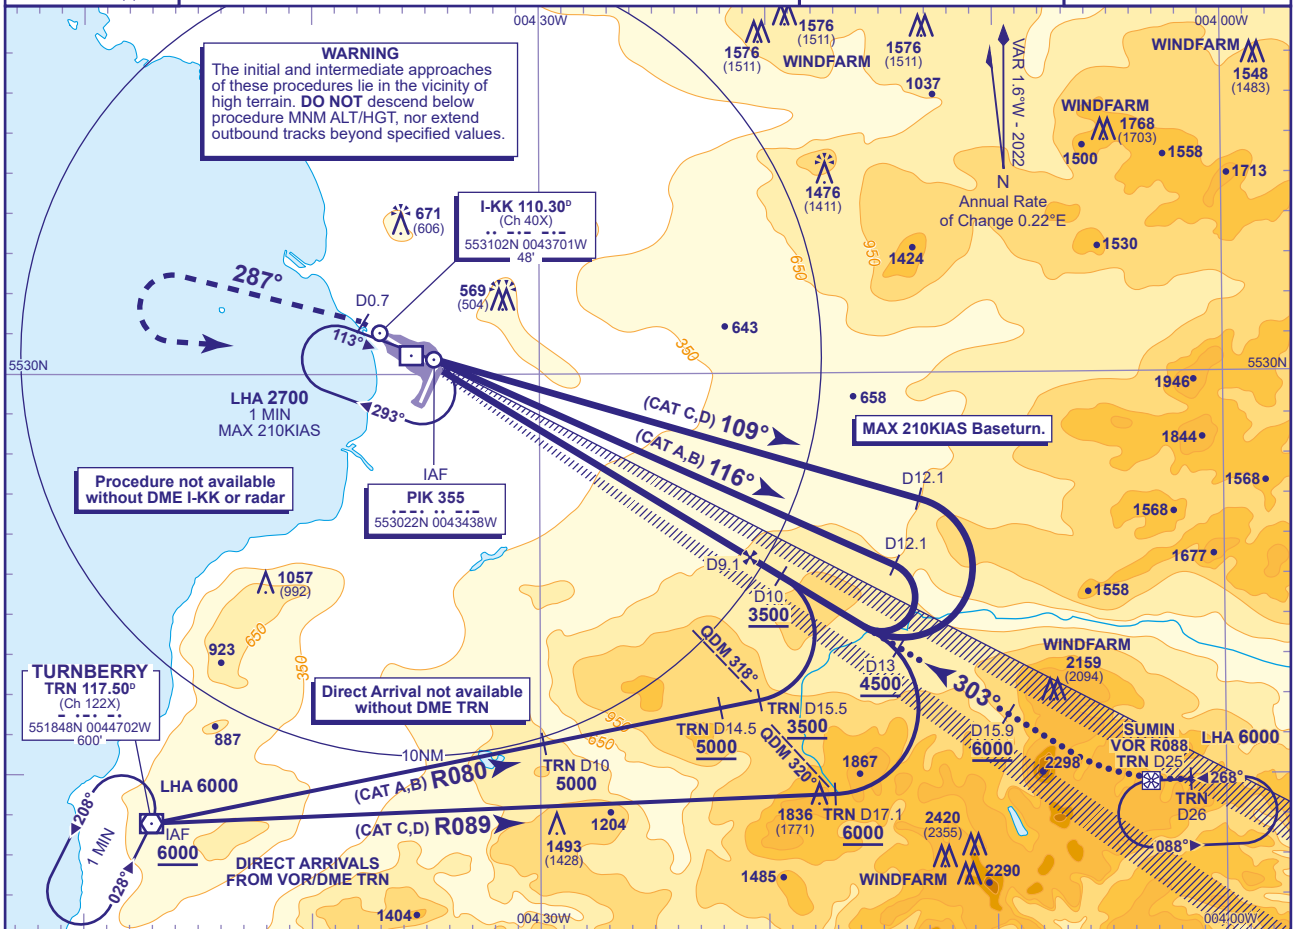 004 30W
004 00W
WARNING
The initial and intermediate approaches
of these procedures lie in the vicinity of
high terrain. DO NOT descend below
procedure MNM ALT/HGT, nor extend
outbound tracks beyond specified values.
1576
(1511)
1576
(1511)
WINDFARM
1576
(1511)
1037
VAR 1.6°W - 2022
N
Annual Rate
of Change 0.22°E
WINDFARM
1548
(1483)
WINDFARM
1768
(1703)
1500
1558
1713
1476
(1411)
671
(606)
I-KK 110.30ᴰ
(Ch 40X)
553102N 0043701W
48'
1424
950
650
1530
287°
D0.7
569
(504)
113°
643
350
5530N
5530N
LHA 2700
1 MIN
MAX 210KIAS
293°
1946
658
(CAT C,D) 109°
(CAT A,B) 116°
MAX 210KIAS Baseturn.
1844
IAF
PIK 355
553022N 0043438W
Procedure not available
without DME I-KK or radar
D12.1
1568
1568
D12.1
1677
D9.1
D10
3500
1558
1057
(992)
650
350
923
QDM 318°
WINDFARM
2159
(2094)
D13
4500
303°
TURNBERRY
TRN 117.50ᴰ
(Ch 122X)
551848N 0044702W
600'
Direct Arrival not available
without DME TRN
887
950
650
TRN D14.5
5000
TRN D15.5
3500
QDM 320°
D15.9
6000
SUMIN
VOR R088
TRN D25
LHA 6000
2298
268°
TRN
D26
088°
10NM
TRN D10
5000
(CAT A,B) R080
1867
LHA 6000
208°
1 MIN
028°
IAF
6000
(CAT C,D) R089
1493
(1428)
1204
1836
(1771)
TRN D17.1
6000
2420
(2355)
WINDFARM
2290
DIRECT ARRIVALS
FROM VOR/DME TRN
1485
1404
004 30W
004 00W